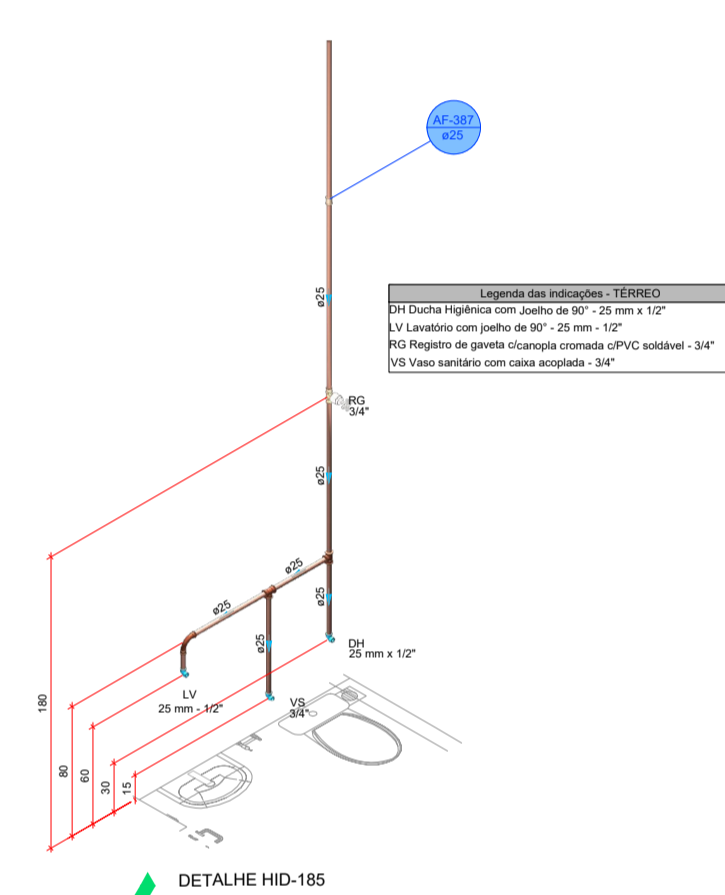 AF-387
ø25
ø25
Legenda das indicações - TÉRREO
DH Ducha Higiênica com Joelho de 90° - 25 mm x 1/2"
LV Lavatório com joelho de 90° - 25 mm - 1/2"
RG Registro de gaveta c/canopla cromada c/PVC soldável - 3/4"
VS Vaso sanitário com caixa acoplada - 3/4"
RG
3/4"
ø25
ø25
ø25
ø25
ø25
DH
25 mm x 1/2"
LV
25 mm - 1/2"
VS
3/4"
180
80
60
30
15
DETALHE HID-185